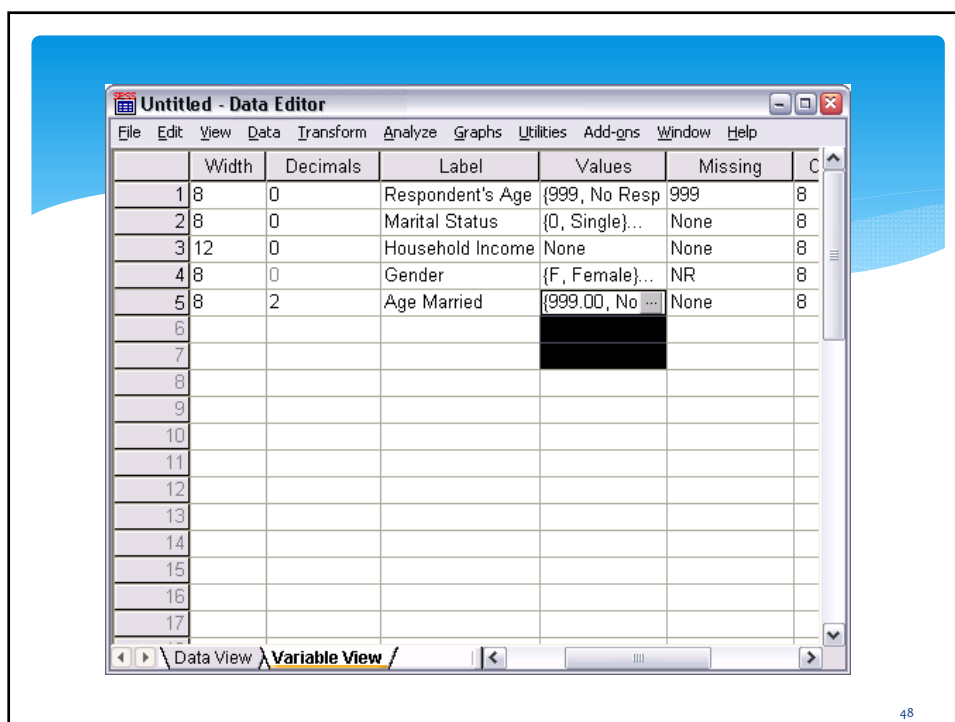 SPSS
Untitled - Data Editor
File Edit View Data Transform Analyze Graphs Utilities Add-ons Window Help
Width Decimals Label Values Missing C
1 8 0 Respondent's Age {999, No Resp 999 8
2 8 0 Marital Status {0, Single}... None 8
3 12 0 Household Income None None 8
4 8 0 Gender {F, Female}... NR 8
5 8 2 Age Married {999.00, No ... None 8
6
7
8
9
10
11
12
13
14
15
16
17
Data View Variable View
48